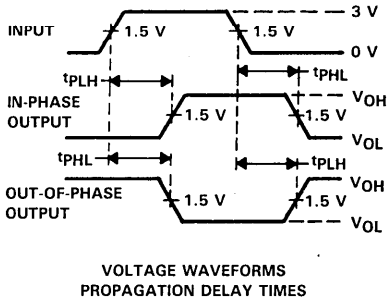 3 V
INPUT
1.5 V
1.5 V
0 V
tPLH
tPHL
IN-PHASE
OUTPUT
1.5 V
1.5 V
VOH
VOL
tPHL
tPLH
OUT-OF-PHASE
OUTPUT
1.5 V
1.5 V
VOH
VOL
VOLTAGE WAVEFORMS
PROPAGATION DELAY TIMES